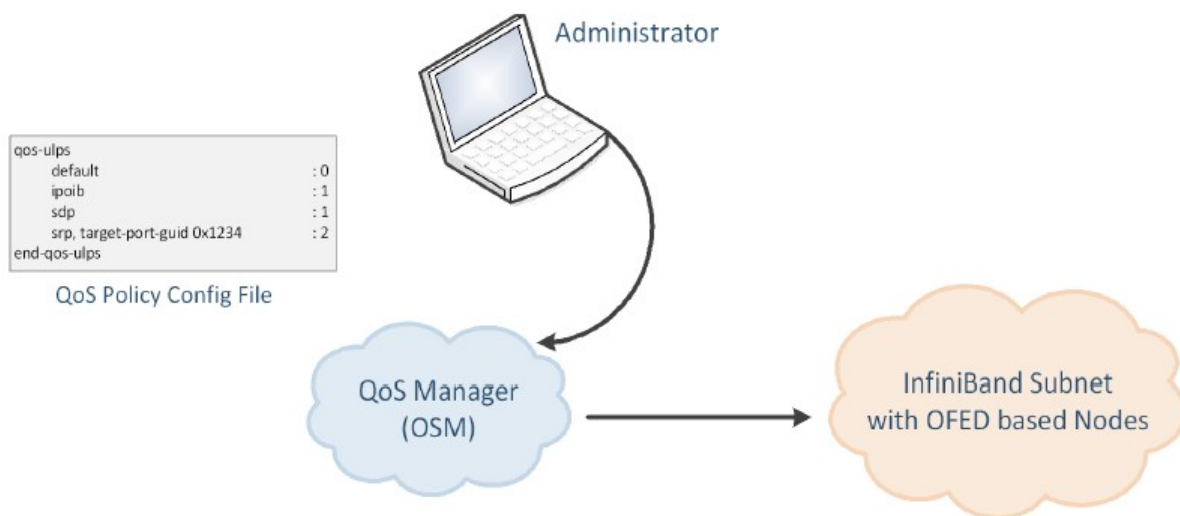 Administrator
qos-ulps
default : 0
ipoib : 1
sdp : 1
srp, target-port-guid 0x1234 : 2
end-qos-ulps
QoS Policy Config File
QoS Manager
(OSM)
InfiniBand Subnet
with OFED based Nodes